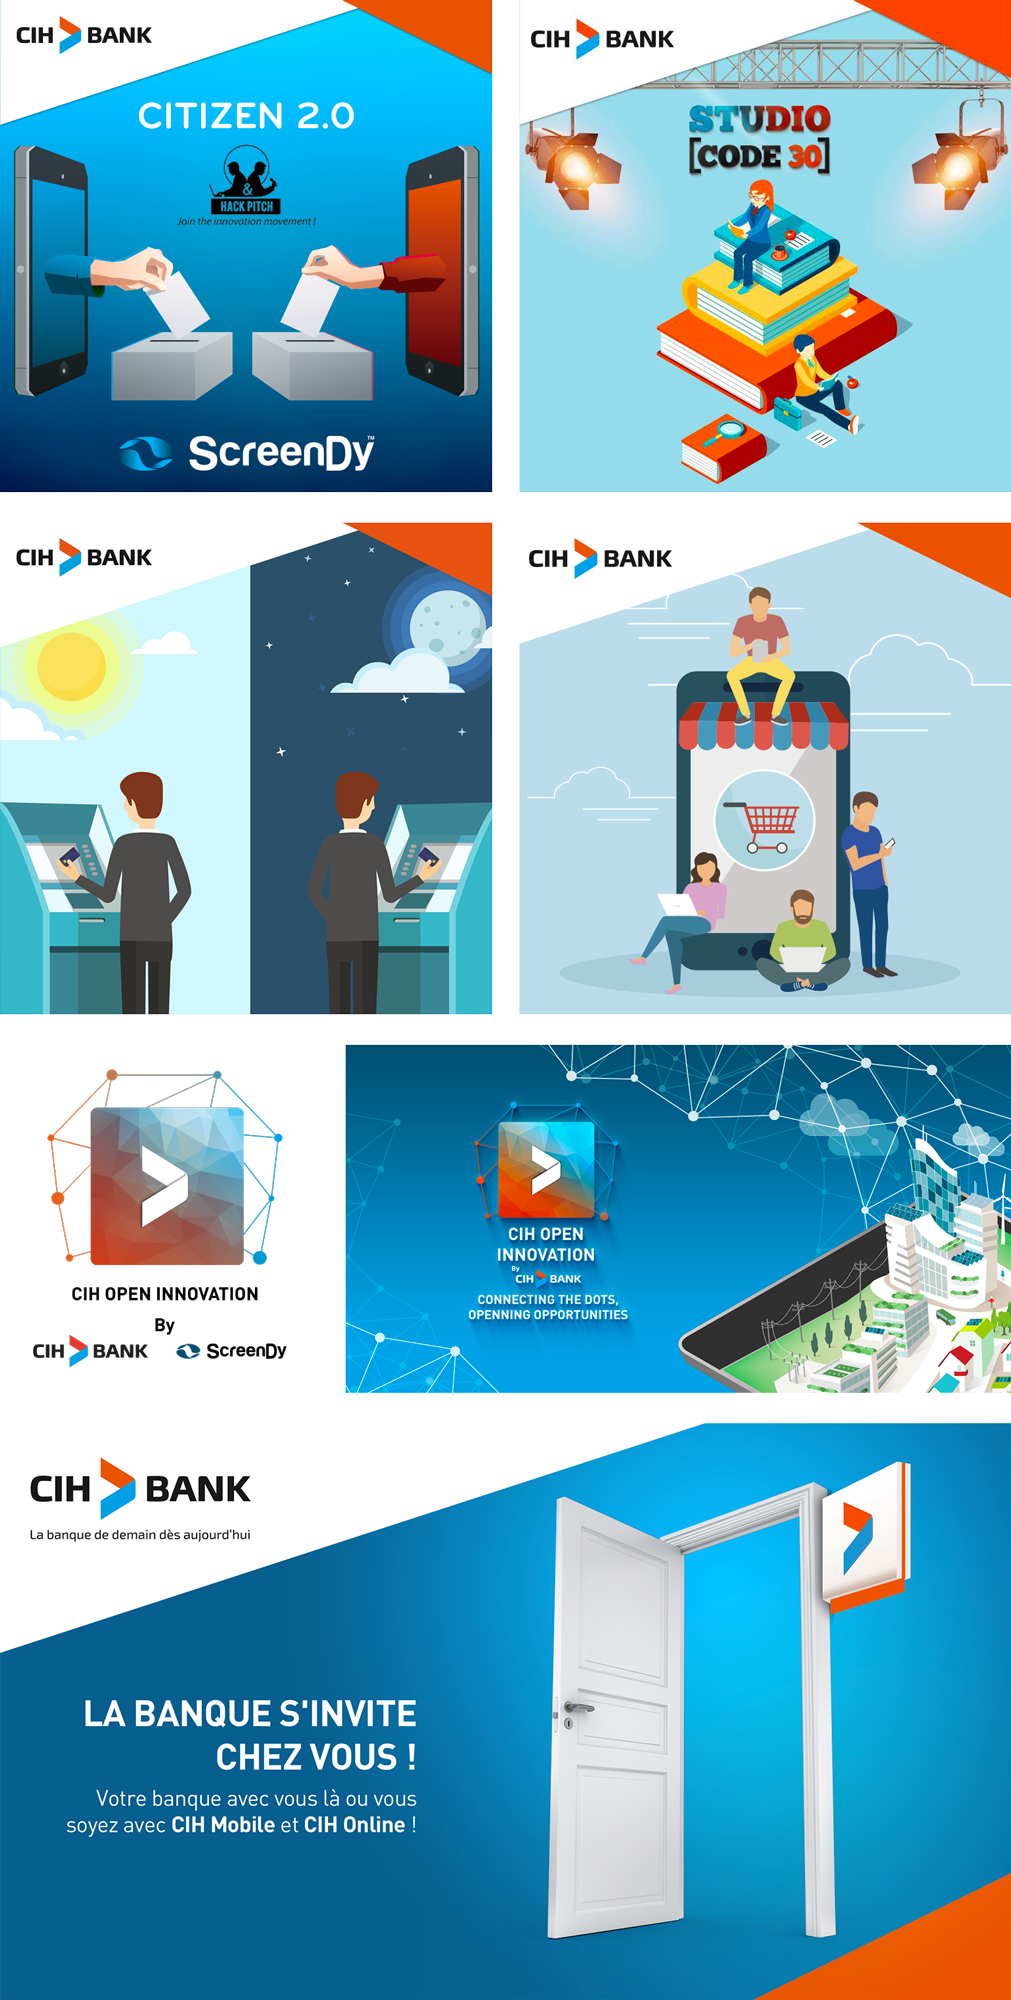 CIH BANK
CITIZEN 2.0
&
HACK PITCH
Join the innovation movement !
ScreenDy™
CIH BANK
STUDIO
[CODE 30]
CIH BANK
CIH BANK
CIH OPEN INNOVATION
By
CIH BANK ScreenDy
CIH OPEN
INNOVATION
By
CIH BANK
CONNECTING THE DOTS,
OPENNING OPPORTUNITIES
CIH BANK
La banque de demain dès aujourd'hui
LA BANQUE S'INVITE
CHEZ VOUS !
Votre banque avec vous là ou vous
soyez avec CIH Mobile et CIH Online !